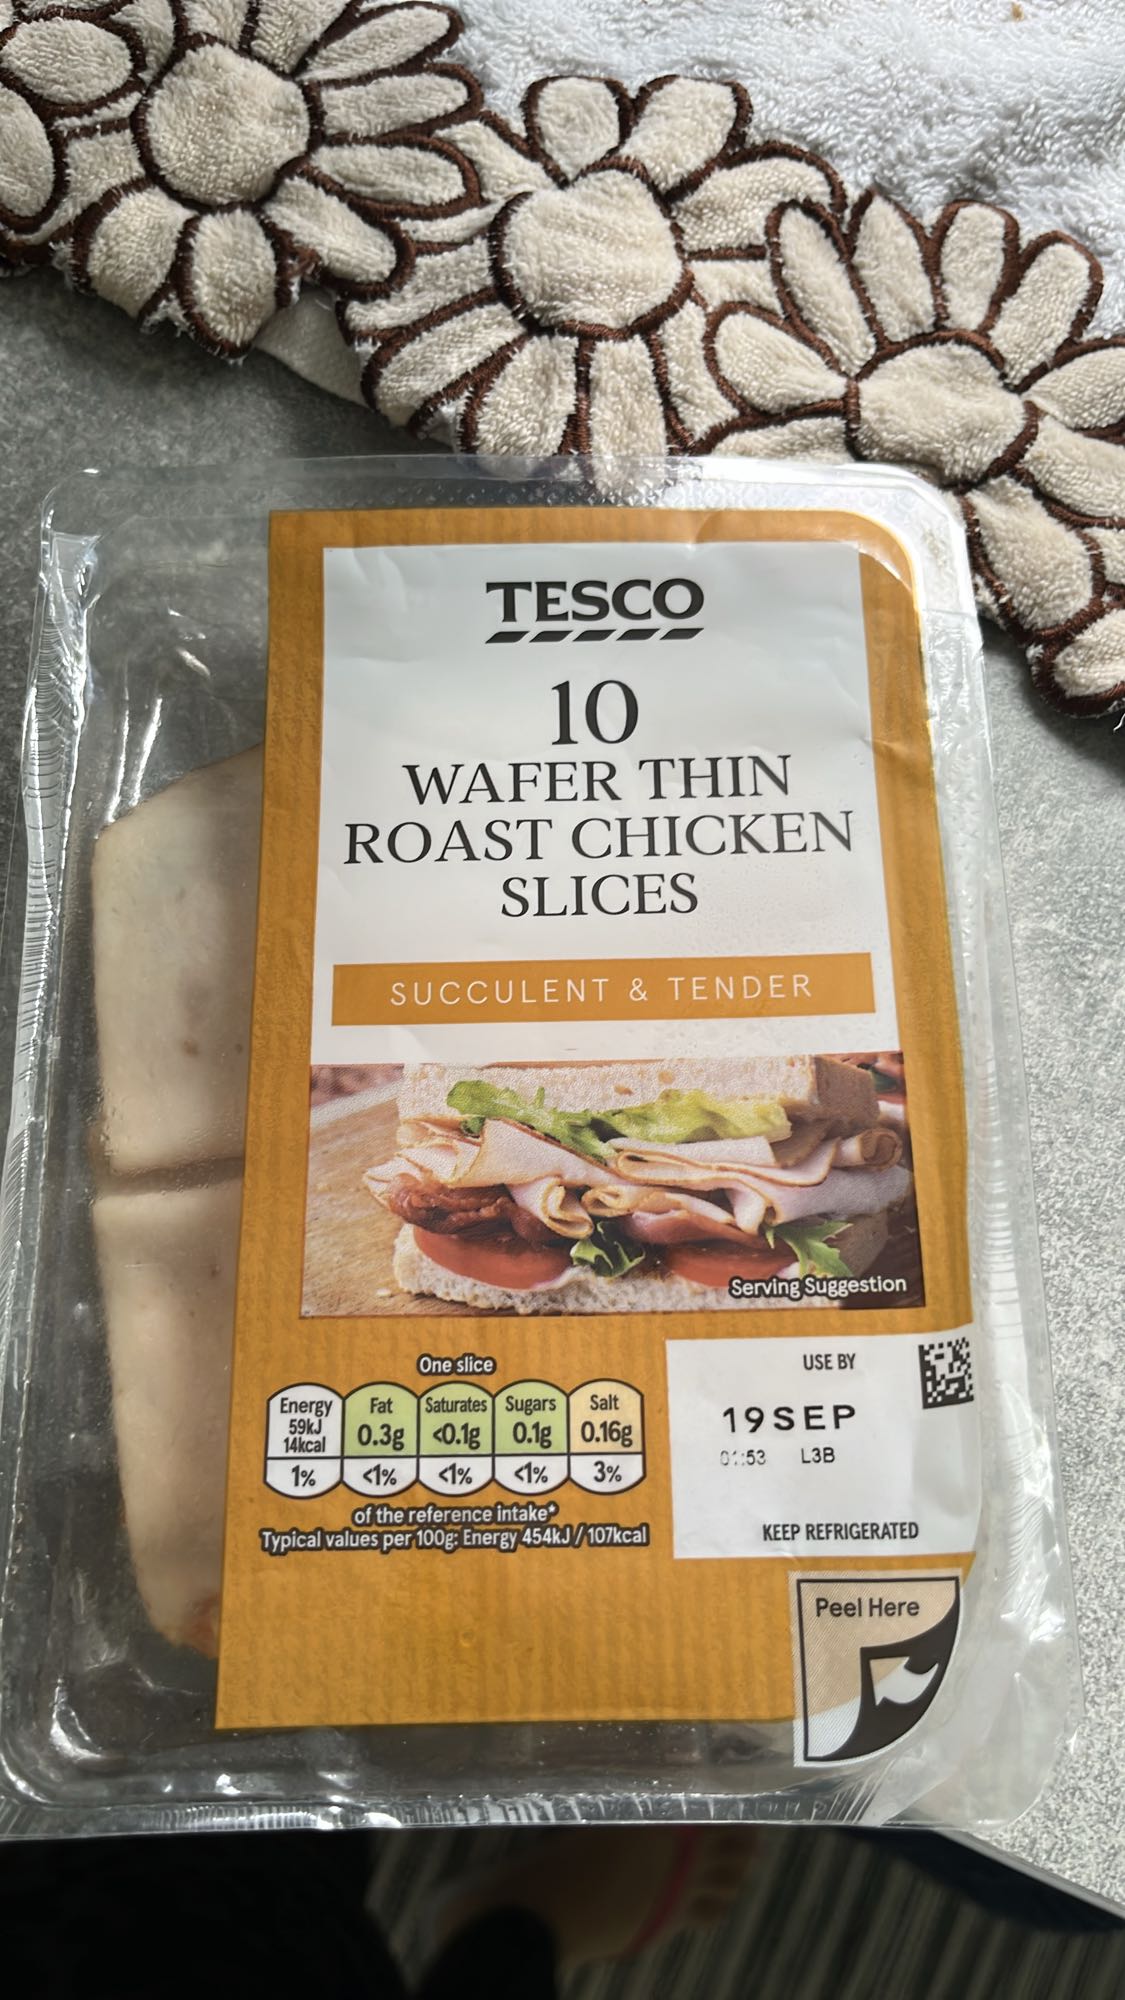 TESCO
10
WAFER THIN
ROAST CHICKEN
SLICES
SUCCULENT & TENDER
Serving Suggestion
One slice
Energy
59kJ
14kcal
1%
Fat
0.3g
<1%
Saturates
<0.1g
<1%
Sugars
0.1g
<1%
Salt
0.16g
3%
of the reference intake*
Typical values per 100g: Energy 454kJ / 107kcal
USE BY
19SEP
L3B
KEEP REFRIGERATED
Peel Here